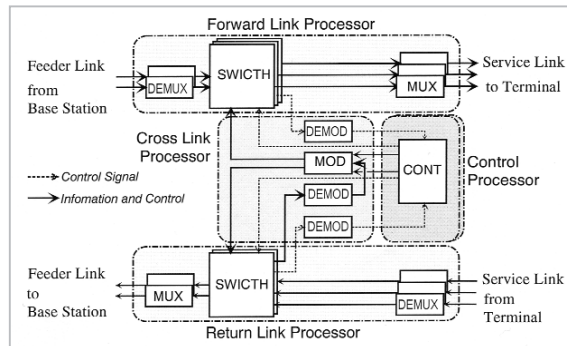 Forward Link Processor
Feeder Link
from
Base Station
DEMUX
SWICTH
MUX
Service Link
to Terminal
Cross Link
Processor
DEMOD
MOD
DEMOD
DEMOD
CONT
Control
Processor
Control Signal
Infomation and Control
Feeder Link
to
Base Station
MUX
SWICTH
DEMUX
Service Link
from
Terminal
Return Link Processor